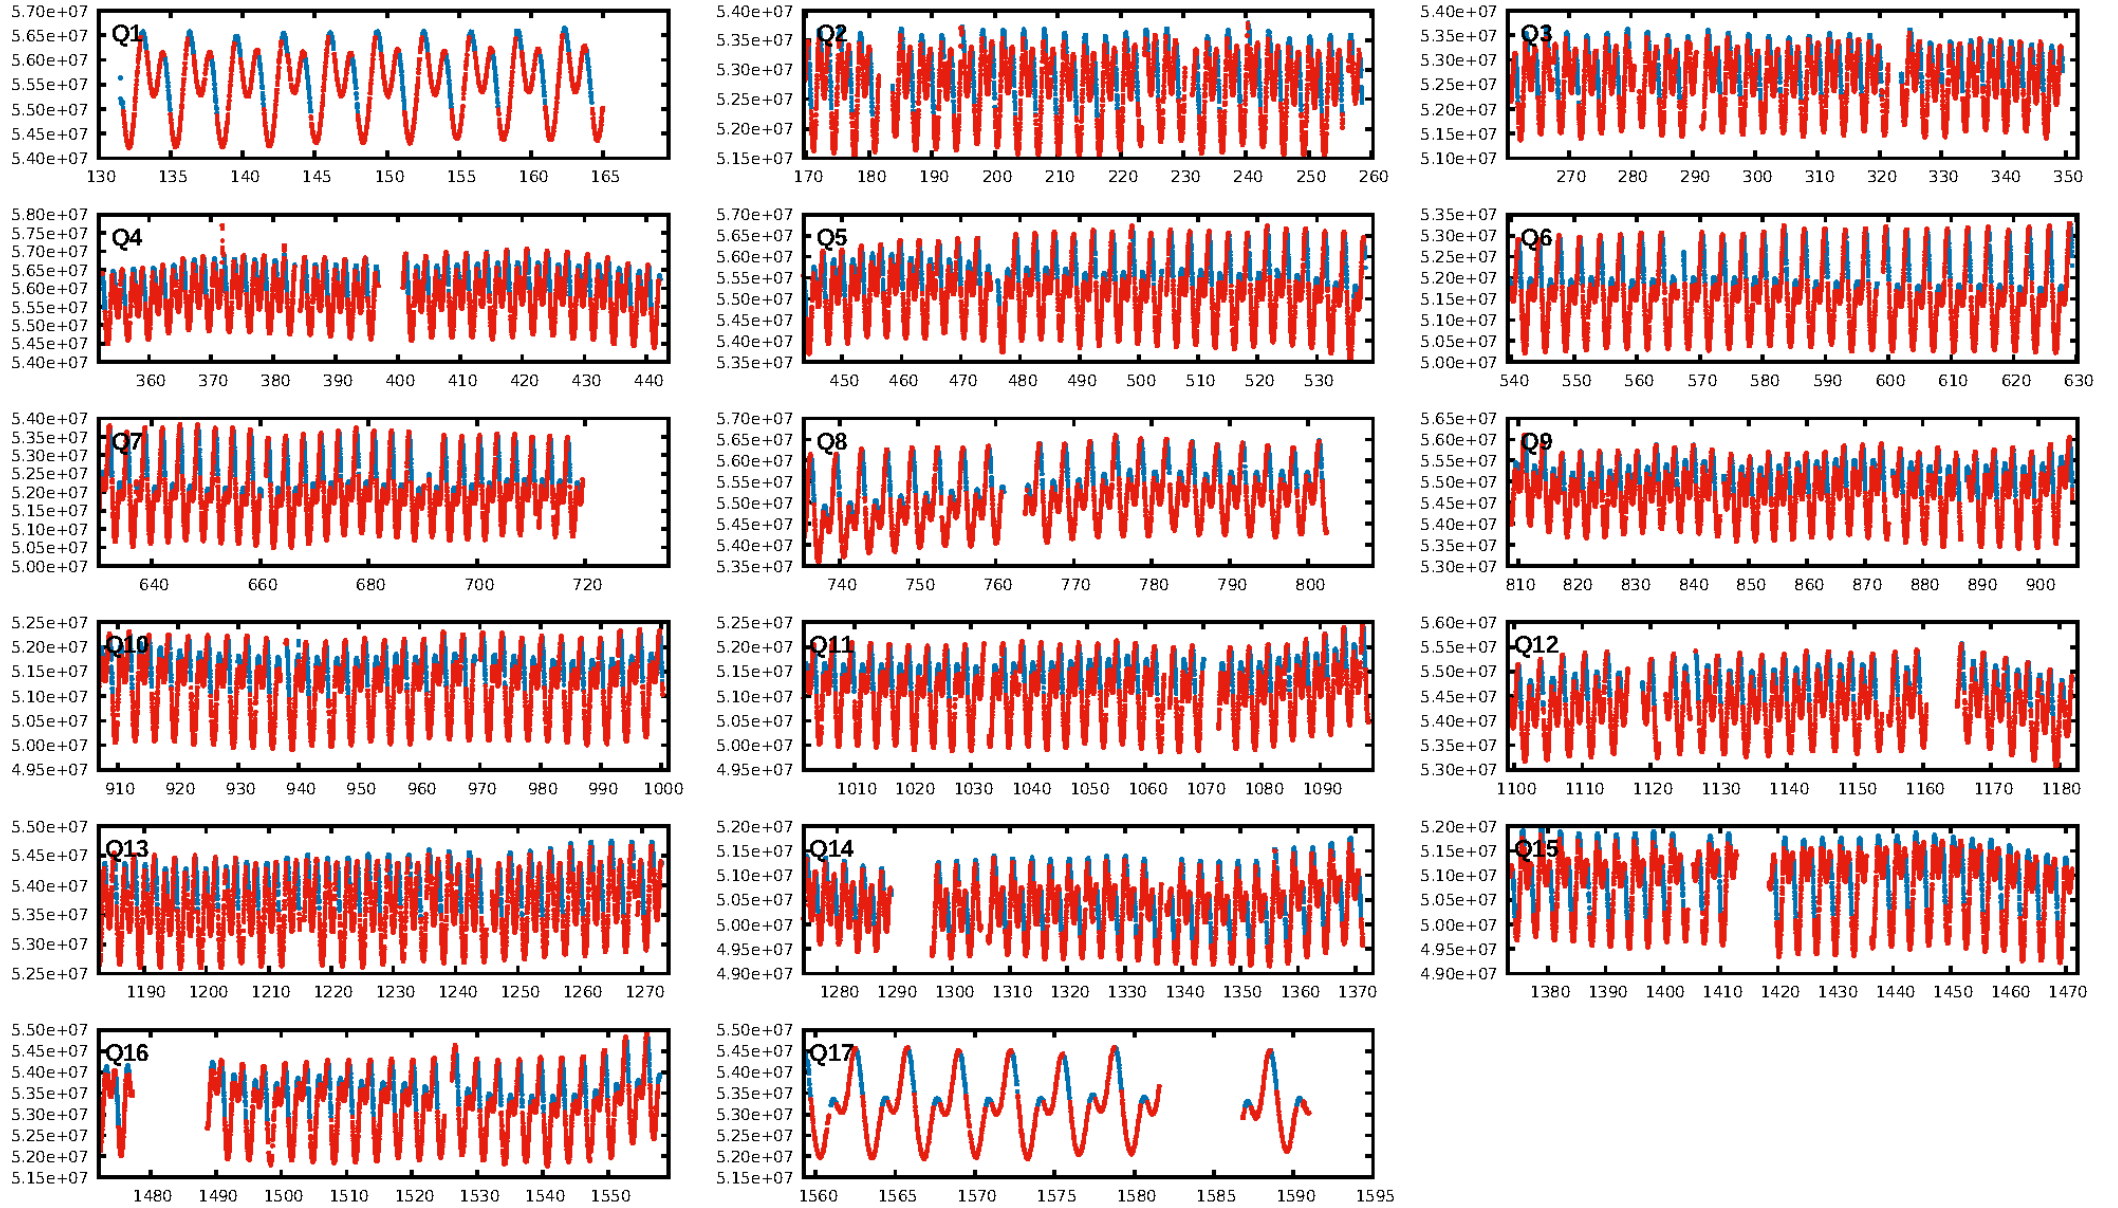 5.70e+07 5.65e+07 5.60e+07 5.55e+07 5.50e+07 5.45e+07 5.40e+07
Q1
130 135 140 145 150 155 160 165
5.40e+07 5.35e+07 5.30e+07 5.25e+07 5.20e+07 5.15e+07
Q2
170 180 190 200 210 220 230 240 250 260
5.40e+07 5.35e+07 5.30e+07 5.25e+07 5.20e+07 5.15e+07 5.10e+07
Q3
270 280 290 300 310 320 330 340 350
5.80e+07 5.75e+07 5.70e+07 5.65e+07 5.60e+07 5.55e+07 5.50e+07 5.45e+07 5.40e+07
Q4
360 370 380 390 400 410 420 430 440
5.70e+07 5.65e+07 5.60e+07 5.55e+07 5.50e+07 5.45e+07 5.40e+07 5.35e+07
Q5
450 460 470 480 490 500 510 520 530
5.35e+07 5.30e+07 5.25e+07 5.20e+07 5.15e+07 5.10e+07 5.05e+07 5.00e+07
Q6
540 550 560 570 580 590 600 610 620 630
5.40e+07 5.35e+07 5.30e+07 5.25e+07 5.20e+07 5.15e+07 5.10e+07 5.05e+07 5.00e+07
Q7
640 660 680 700 720
5.70e+07 5.65e+07 5.60e+07 5.55e+07 5.50e+07 5.45e+07 5.40e+07 5.35e+07
Q8
740 750 760 770 780 790 800
5.65e+07 5.60e+07 5.55e+07 5.50e+07 5.45e+07 5.40e+07 5.35e+07 5.30e+07
Q9
810 820 830 840 850 860 870 880 890 900
5.25e+07 5.20e+07 5.15e+07 5.10e+07 5.05e+07 5.00e+07 4.95e+07
Q10
910 920 930 940 950 960 970 980 990 1000
5.25e+07 5.20e+07 5.15e+07 5.10e+07 5.05e+07 5.00e+07 4.95e+07
Q11
1010 1020 1030 1040 1050 1060 1070 1080 1090
5.60e+07 5.55e+07 5.50e+07 5.45e+07 5.40e+07 5.35e+07 5.30e+07
Q12
1100 1110 1120 1130 1140 1150 1160 1170 1180
5.50e+07 5.45e+07 5.40e+07 5.35e+07 5.30e+07 5.25e+07
Q13
1190 1200 1210 1220 1230 1240 1250 1260 1270
5.20e+07 5.15e+07 5.10e+07 5.05e+07 5.00e+07 4.95e+07 4.90e+07
Q14
1280 1290 1300 1310 1320 1330 1340 1350 1360 1370
5.20e+07 5.15e+07 5.10e+07 5.05e+07 5.00e+07 4.95e+07 4.90e+07
Q15
1380 1390 1400 1410 1420 1430 1440 1450 1460 1470
5.50e+07 5.45e+07 5.40e+07 5.35e+07 5.30e+07 5.25e+07 5.20e+07 5.15e+07
Q16
1480 1490 1500 1510 1520 1530 1540 1550
5.50e+07 5.45e+07 5.40e+07 5.35e+07 5.30e+07 5.25e+07 5.20e+07 5.15e+07
Q17
1560 1565 1570 1575 1580 1585 1590 1595